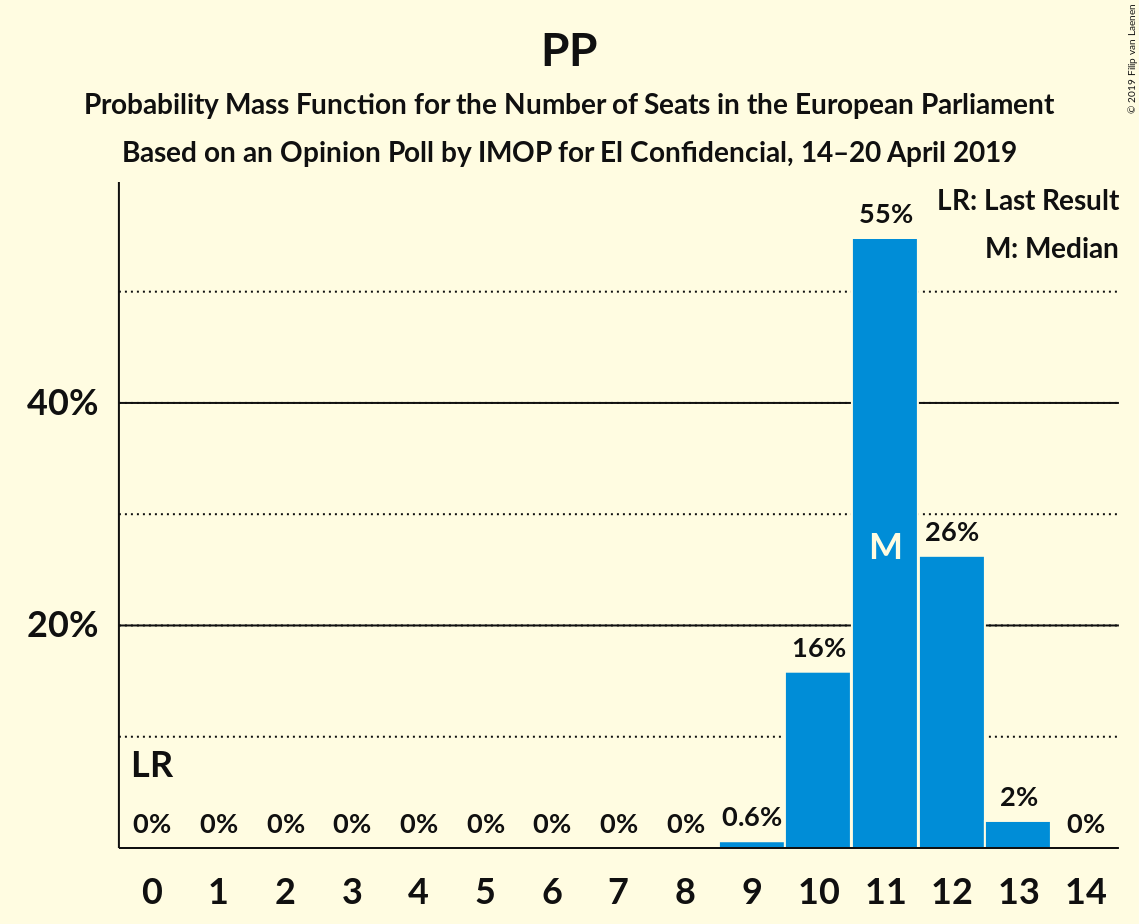 PP
Probability Mass Function for the Number of Seats in the European Parliament
Based on an Opinion Poll by IMOP for El Confidencial, 14–20 April 2019
© 2019 Filip van Laenen
LR: Last Result
M: Median
55%
40%
M
26%
20%
16%
LR
0% 0% 0% 0% 0% 0% 0% 0% 0% 0.6% 2% 0%
0 1 2 3 4 5 6 7 8 9 10 11 12 13 14